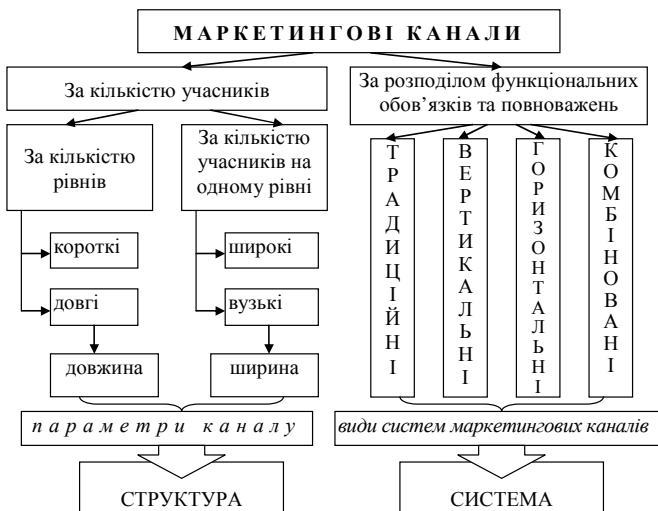 МАРКЕТИНГОВІ КАНАЛИ
За кількістю учасників
За розподілом функціональних
обов’язків та повноважень
За кількістю
рівнів
За кількістю
учасників на
одному рівні
короткі
широкі
довгі
вузькі
довжина
ширина
ТРАДИЦІЙНІ
ВЕРТИКАЛЬНІ
ГОРИЗОНТАЛЬНІ
КОМБІНОВАНІ
параметри каналу
види систем маркетингових каналів
СТРУКТУРА
СИСТЕМА